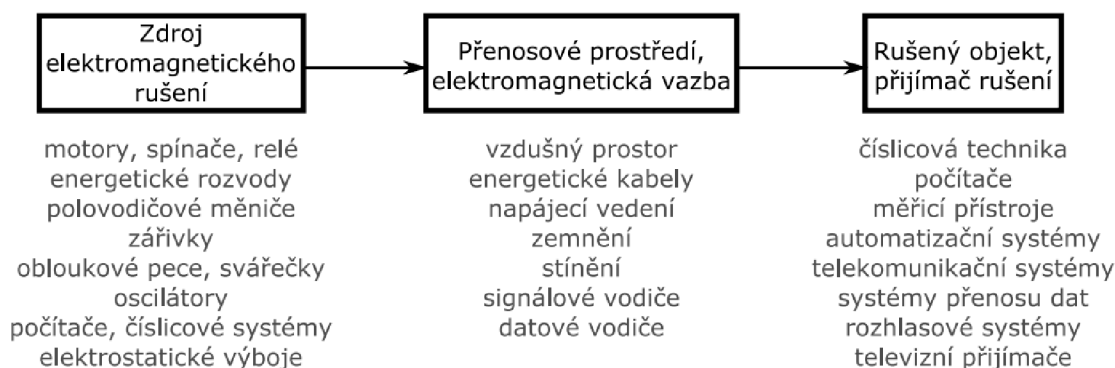 Zdroj
elektromagnetického
rušení
Přenosové prostředí,
elektromagnetická vazba
Rušený objekt,
přijímač rušení
motory, spínače, relé
energetické rozvody
polovodičové měniče
zářivky
obloukové pece, svářečky
oscilátory
počítače, číslicové systémy
elektrostatické výboje
vzdušný prostor
energetické kabely
napájecí vedení
zemnění
stínění
signálové vodiče
datové vodiče
číslicová technika
počítače
měřicí přístroje
automatizační systémy
telekomunikační systémy
systémy přenosu dat
rozhlasové systémy
televizní přijímače